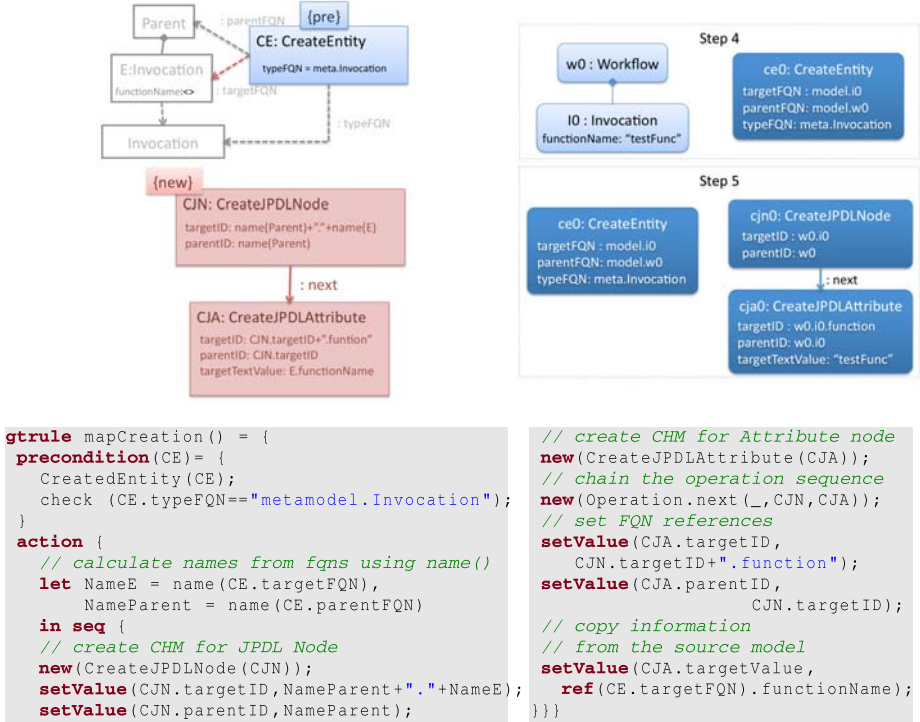 {pre}
Parent
: parentFQN
CE: CreateEntity
typeFQN = meta.Invocation
E:Invocation
functionName:<>
: targetFQN
: typeFQN
Invocation
{new}
CJN: CreateJPDLNode
targetID: name(Parent)+"."+name(E)
parentID: name(Parent)
: next
CJA: CreateJPDLAttribute
targetID: CJN.targetID+".funtion"
parentID: CJN.targetID
targetTextValue: E.functionName
Step 4
w0 : Workflow
I0 : Invocation
functionName: "testFunc"
ce0: CreateEntity
targetFQN : model.i0
parentFQN: model.w0
typeFQN: meta.Invocation
Step 5
ce0: CreateEntity
targetFQN : model.i0
parentFQN: model.w0
typeFQN: meta.Invocation
cjn0: CreateJPDLNode
targetID : w0.i0
parentID: w0
: next
cja0: CreateJPDLAttribute
targetID : w0.i0.function
parentID: w0.i0
targetTextValue: "testFunc"
gtrule mapCreation() = {
precondition(CE)= {
CreatedEntity(CE);
check (CE.typeFQN=="metamodel.Invocation");
}
action {
// calculate names from fqns using name()
let NameE = name(CE.targetFQN),
NameParent = name(CE.parentFQN)
in seq {
// create CHM for JPDL Node
new(CreateJPDLNode(CJN));
setValue(CJN.targetID,NameParent+"."+NameE);
setValue(CJN.parentID,NameParent);
// create CHM for Attribute node
new(CreateJPDLAttribute(CJA));
// chain the operation sequence
new(Operation.next(_,CJN,CJA));
// set FQN references
setValue(CJA.targetID,
CJN.targetID+".function");
setValue(CJA.parentID,
CJN.targetID);
// copy information
// from the source model
setValue(CJA.targetValue,
ref(CE.targetFQN).functionName);
}}}